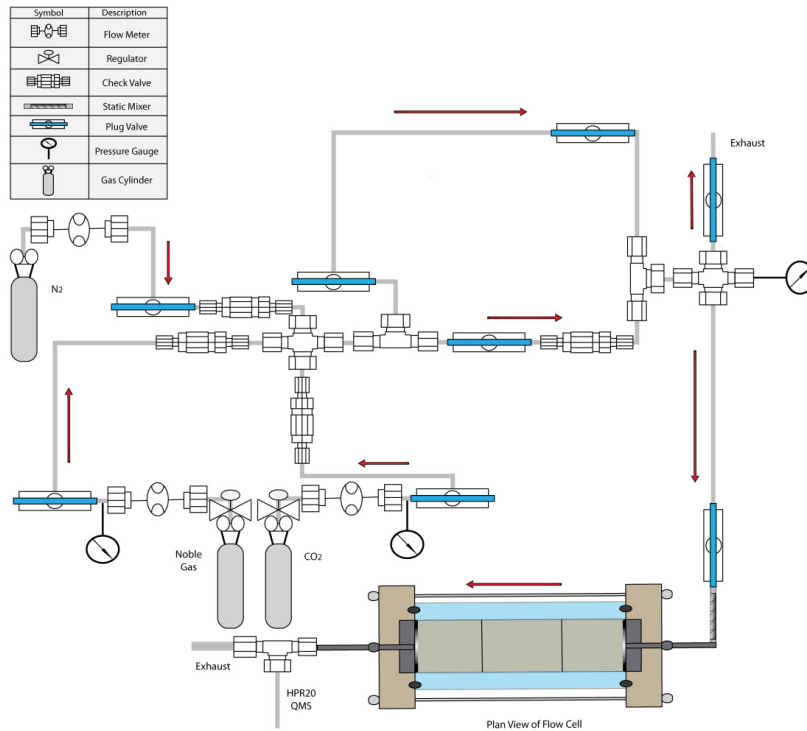 Symbol Description
Flow Meter
Regulator
Check Valve
Static Mixer
Plug Valve
Pressure Gauge
Gas Cylinder
Exhaust
N2
Noble
Gas
CO2
Exhaust
HPR20
QMS
Plan View of Flow Cell